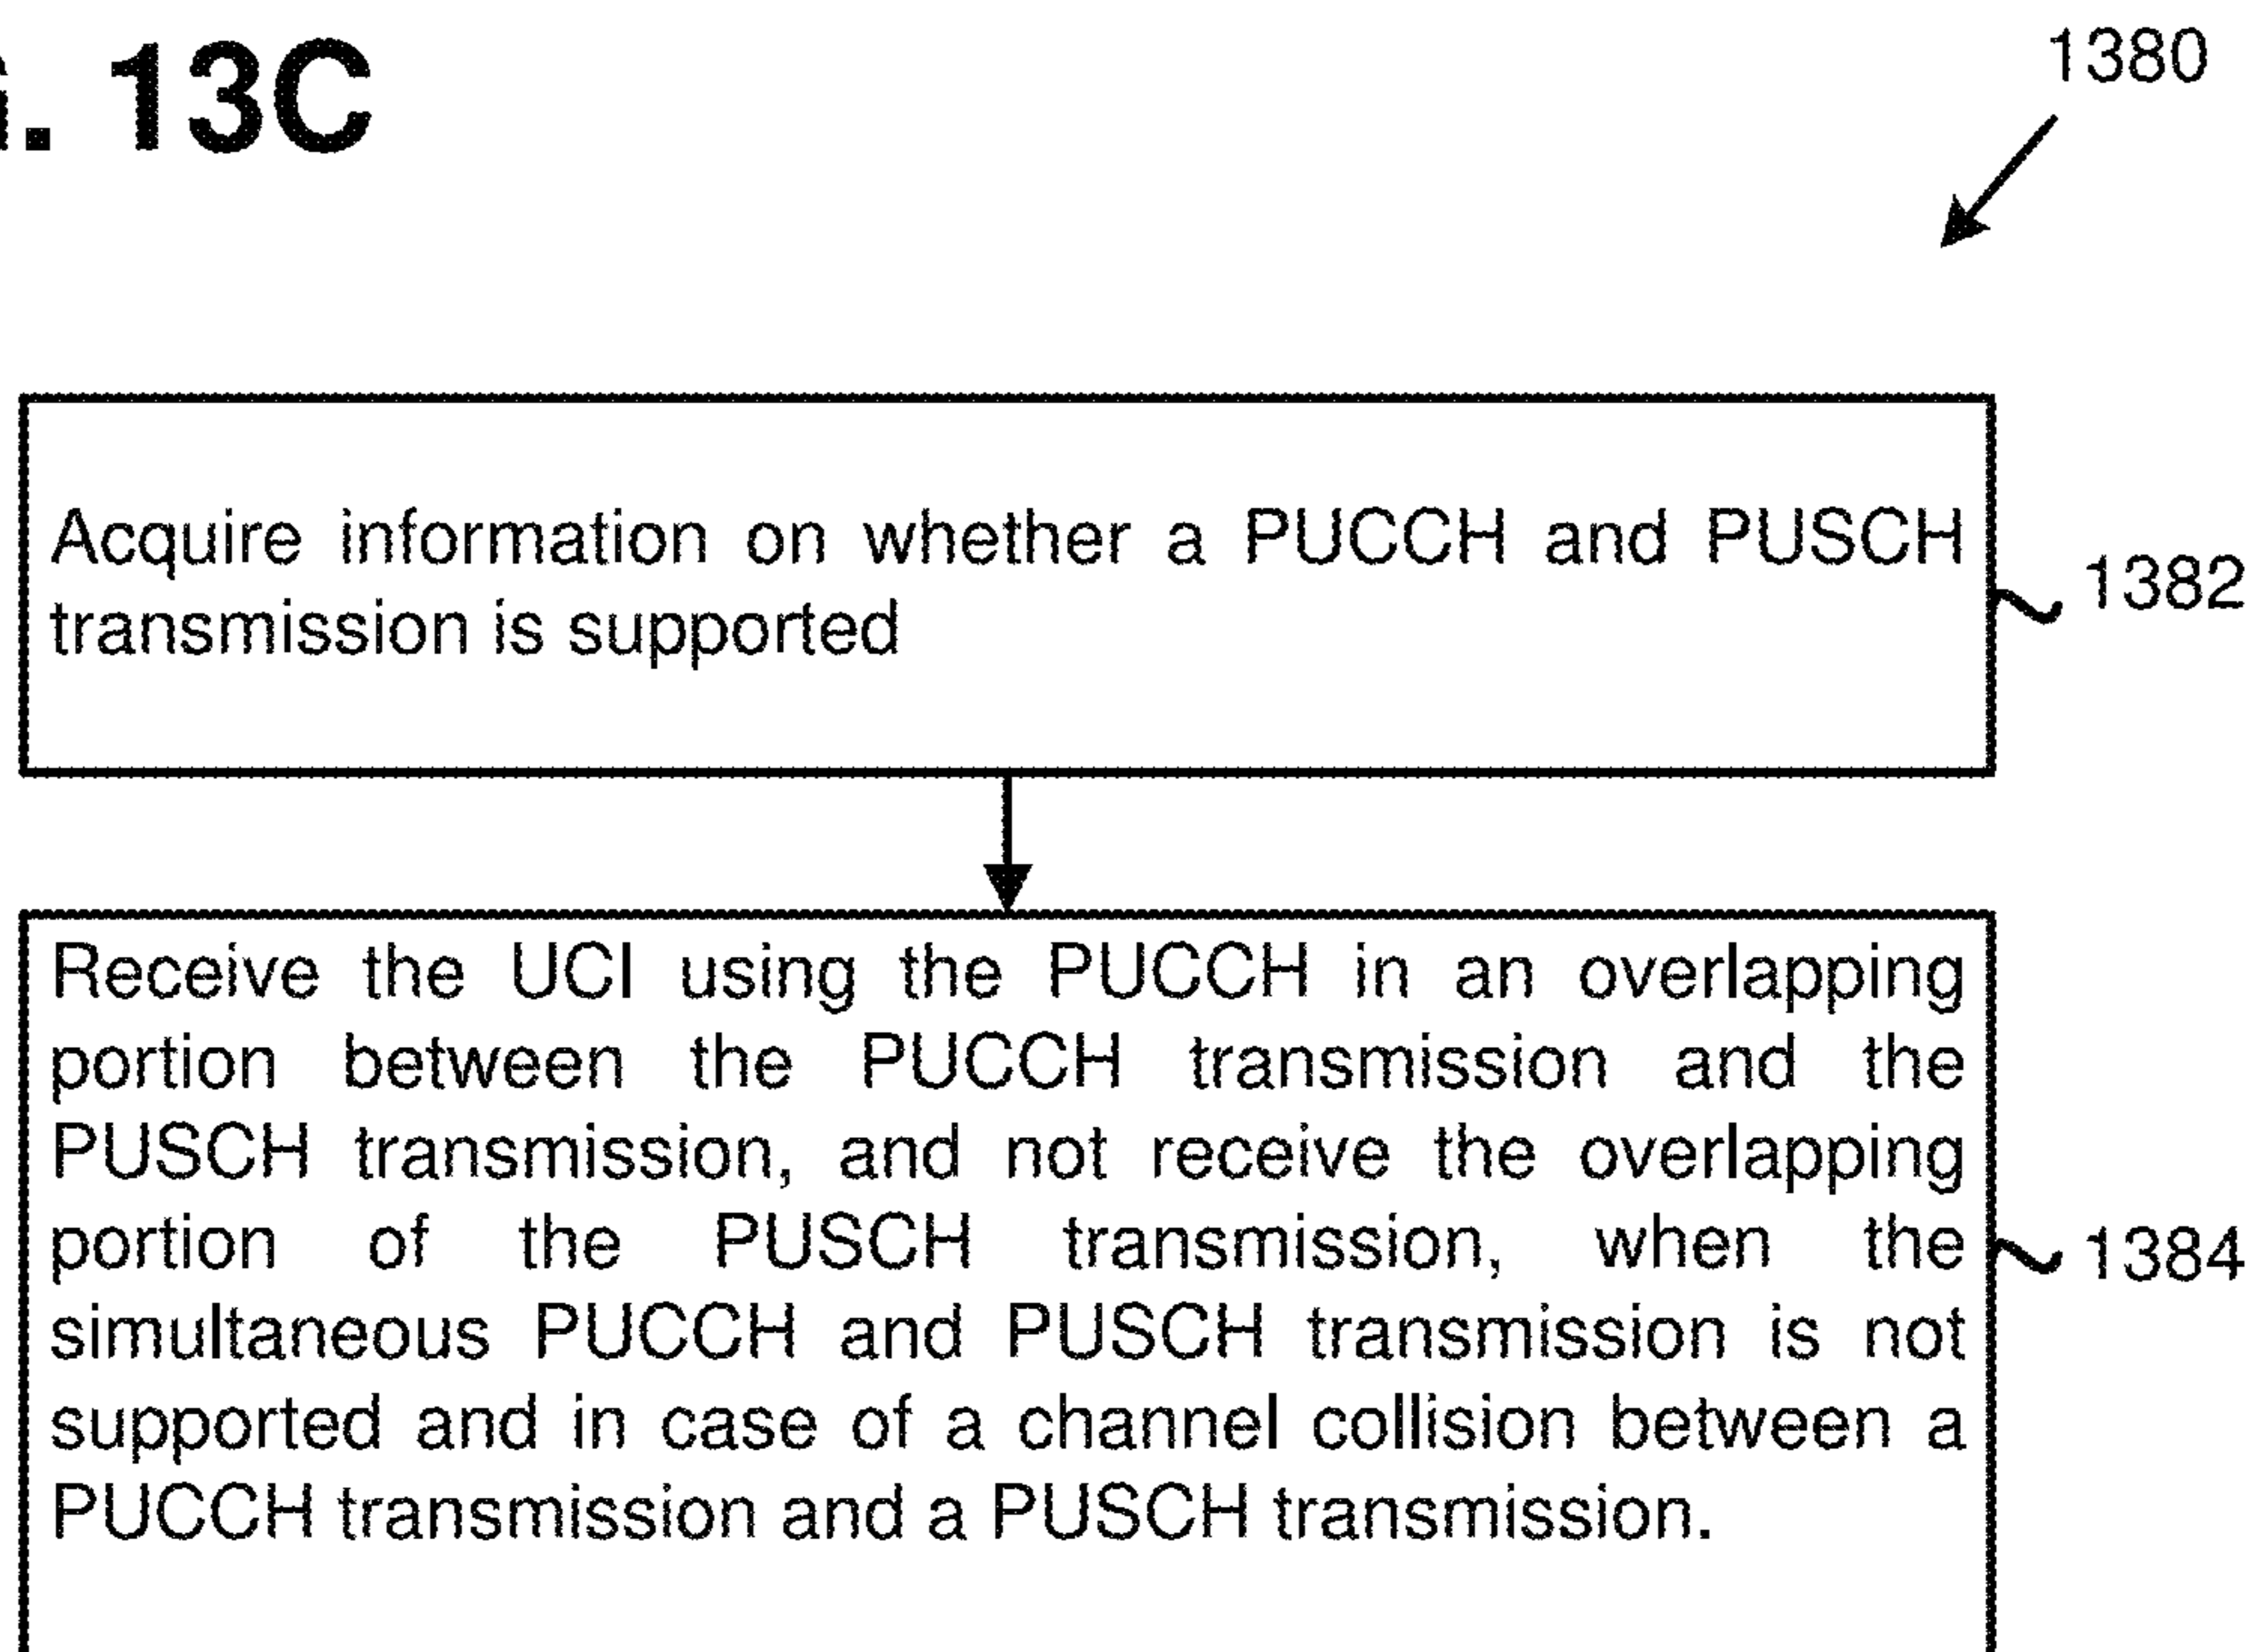 . 13C
1380
Acquire information on whether a PUCCH and PUSCH
transmission is supported
1382
Receive the UCI using the PUCCH in an overlapping
portion between the PUCCH transmission and the
PUSCH transmission, and not receive the overlapping
portion of the PUSCH transmission, when the
simultaneous PUCCH and PUSCH transmission is not
supported and in case of a channel collision between a
PUCCH transmission and a PUSCH transmission.
1384